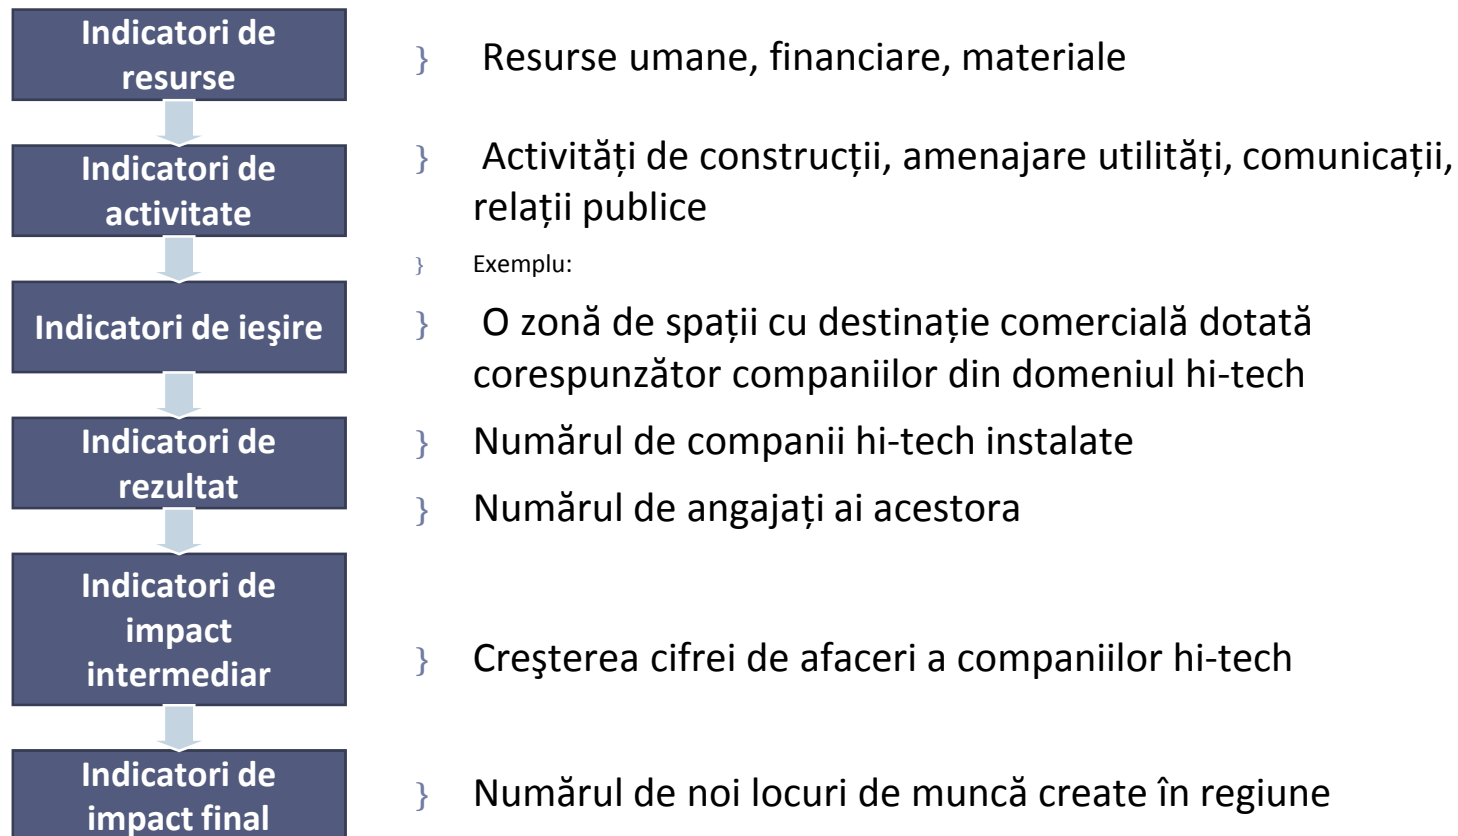 Indicatori de
resurse
} Resurse umane, financiare, materiale
Indicatori de
activitate
} Activități de construcții, amenajare utilități, comunicații,
relații publice
} Exemplu:
Indicatori de ieşire
} O zonă de spații cu destinație comercială dotată
corespunzător companiilor din domeniul hi-tech
Indicatori de
rezultat
} Numărul de companii hi-tech instalate
} Numărul de angajați ai acestora
Indicatori de
impact
intermediar
} Creşterea cifrei de afaceri a companiilor hi-tech
Indicatori de
impact final
} Numărul de noi locuri de muncă create în regiune